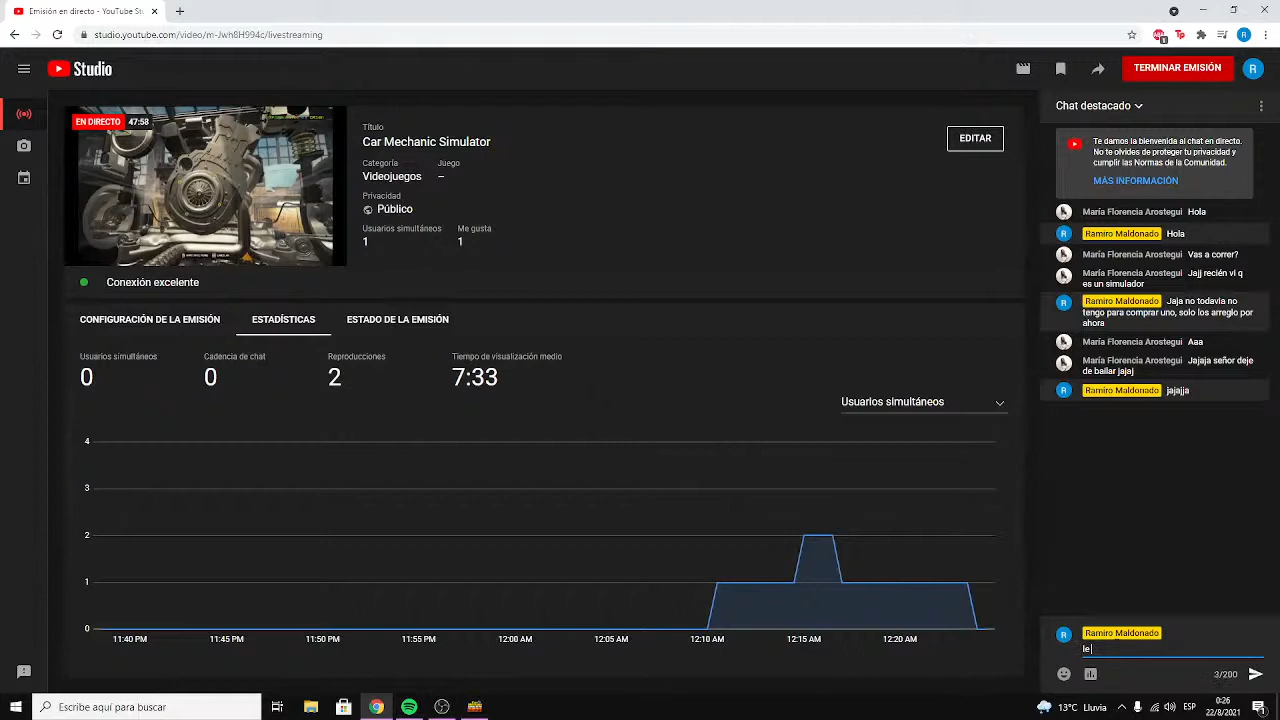 Emisión en directo - YouTube Stu
studio.youtube.com/video/m-Jwh8H994c/livestreaming
Studio
TERMINAR EMISIÓN
R
EN DIRECTO 47:58
Título
Car Mechanic Simulator
Categoría Juego
Videojuegos –
Privacidad
Público
Usuarios simultáneos Me gusta
1 1
EDITAR
Conexión excelente
CONFIGURACIÓN DE LA EMISIÓN ESTADÍSTICAS ESTADO DE LA EMISIÓN
Usuarios simultáneos Cadencia de chat Reproducciones Tiempo de visualización medio
0 0 2 7:33
Usuarios simultáneos
4
3
2
1
0
11:40 PM 11:45 PM 11:50 PM 11:55 PM 12:00 AM 12:05 AM 12:10 AM 12:15 AM 12:20 AM
Chat destacado
Te damos la bienvenida al chat en directo.
No te olvides de proteger tu privacidad y
cumplir las Normas de la Comunidad.
MÁS INFORMACIÓN
María Florencia Arostegui Hola
R Ramiro Maldonado Hola
María Florencia Arostegui Vas a correr?
María Florencia Arostegui Jajj recién vi q
es un simulador
R Ramiro Maldonado Jaja no todavia no
tengo para comprar uno, solo los arreglo por
ahora
María Florencia Arostegui Aaa
María Florencia Arostegui Jajaja señor deje
de bailar jajaj
R Ramiro Maldonado jajajja
R Ramiro Maldonado
le
3/200
Escribe aquí para buscar
13°C Lluvia ESP
0:26
22/8/2021